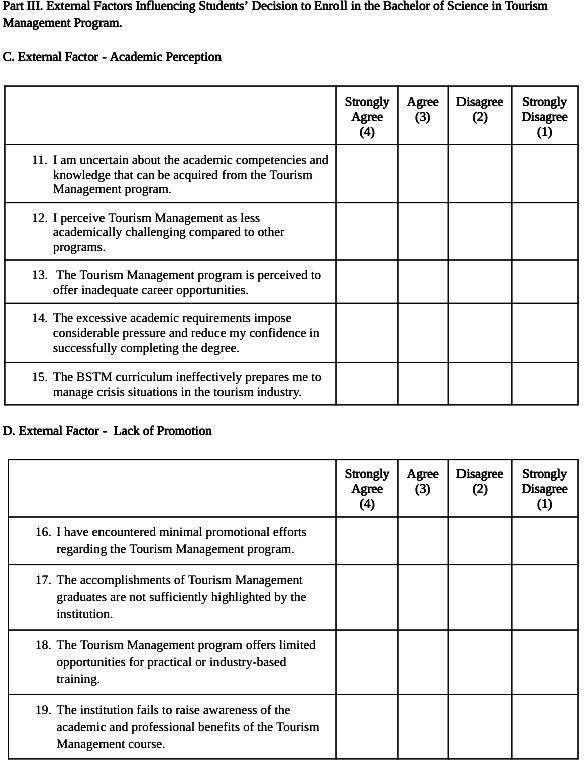 Part III. External Factors Influencing Students’ Decision to Enroll in the Bachelor of Science in Tourism
Management Program.
C. External Factor - Academic Perception
Strongly Agree (4)
Agree (3)
Disagree (2)
Strongly Disagree (1)
11. I am uncertain about the academic competencies and
knowledge that can be acquired from the Tourism
Management program.
12. I perceive Tourism Management as less
academically challenging compared to other
programs.
13. The Tourism Management program is perceived to
offer inadequate career opportunities.
14. The excessive academic requirements impose
considerable pressure and reduce my confidence in
successfully completing the degree.
15. The BSTM curriculum ineffectively prepares me to
manage crisis situations in the tourism industry.
D. External Factor - Lack of Promotion
Strongly Agree (4)
Agree (3)
Disagree (2)
Strongly Disagree (1)
16. I have encountered minimal promotional efforts
regarding the Tourism Management program.
17. The accomplishments of Tourism Management
graduates are not sufficiently highlighted by the
institution.
18. The Tourism Management program offers limited
opportunities for practical or industry-based
training.
19. The institution fails to raise awareness of the
academic and professional benefits of the Tourism
Management course.